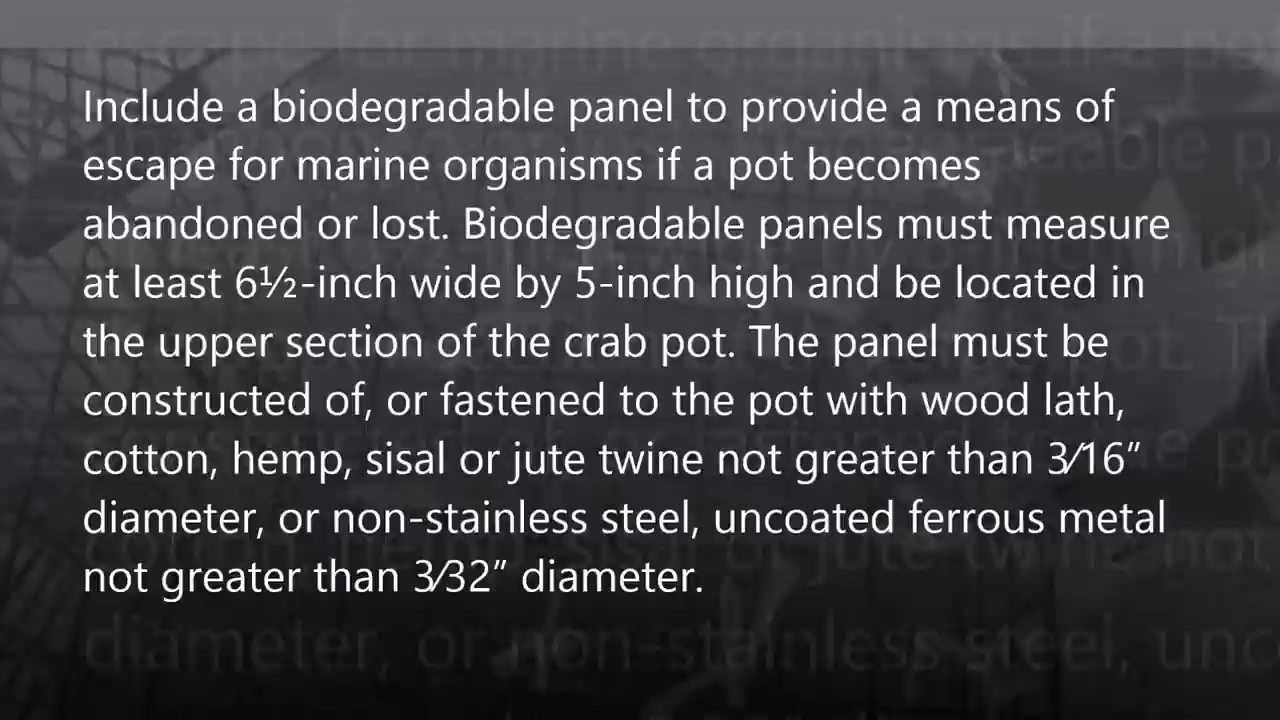 Include a biodegradable panel to provide a means of
escape for marine organisms if a pot becomes
abandoned or lost. Biodegradable panels must measure
at least 6½-inch wide by 5-inch high and be located in
the upper section of the crab pot. The panel must be
constructed of, or fastened to the pot with wood lath,
cotton, hemp, sisal or jute twine not greater than 3⁄16”
diameter, or non-stainless steel, uncoated ferrous metal
not greater than 3⁄32” diameter.